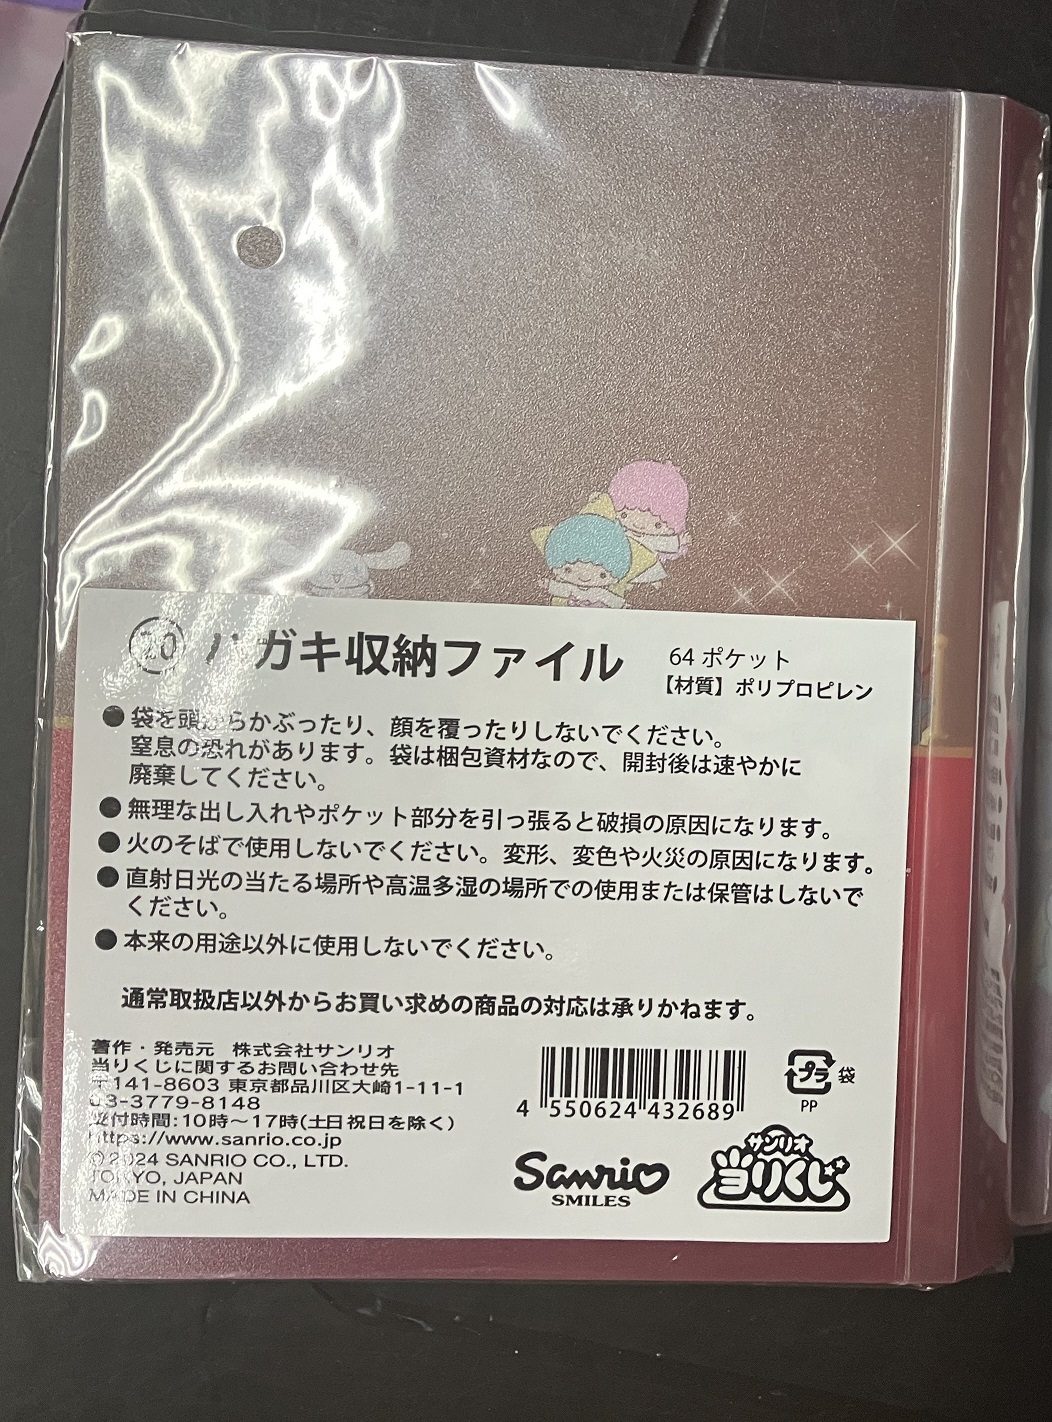 ⑳ ハガキ収納ファイル
64 ポケット
【材質】ポリプロピレン
● 袋を頭からかぶったり、顔を覆ったりしないでください。
窒息の恐れがあります。袋は梱包資材なので、開封後は速やかに
廃棄してください。
● 無理な出し入れやポケット部分を引っ張ると破損の原因になります。
● 火のそばで使用しないでください。変形、変色や火災の原因になります。
● 直射日光の当たる場所や高温多湿の場所での使用または保管はしないで
ください。
● 本来の用途以外に使用しないでください。
通常取扱店以外からお買い求めの商品の対応は承りかねます。
著作・発売元 株式会社サンリオ
当りくじに関するお問い合わせ先
〒141-8603 東京都品川区大崎1-11-1
03-3779-8148
受付時間:10時～17時(土日祝日を除く)
https://www.sanrio.co.jp
© 2024 SANRIO CO., LTD.
TOKYO, JAPAN
MADE IN CHINA
4 550624 432689
プラ 袋
PP
Sanrio
SMILES
サンリオ
当りくじ